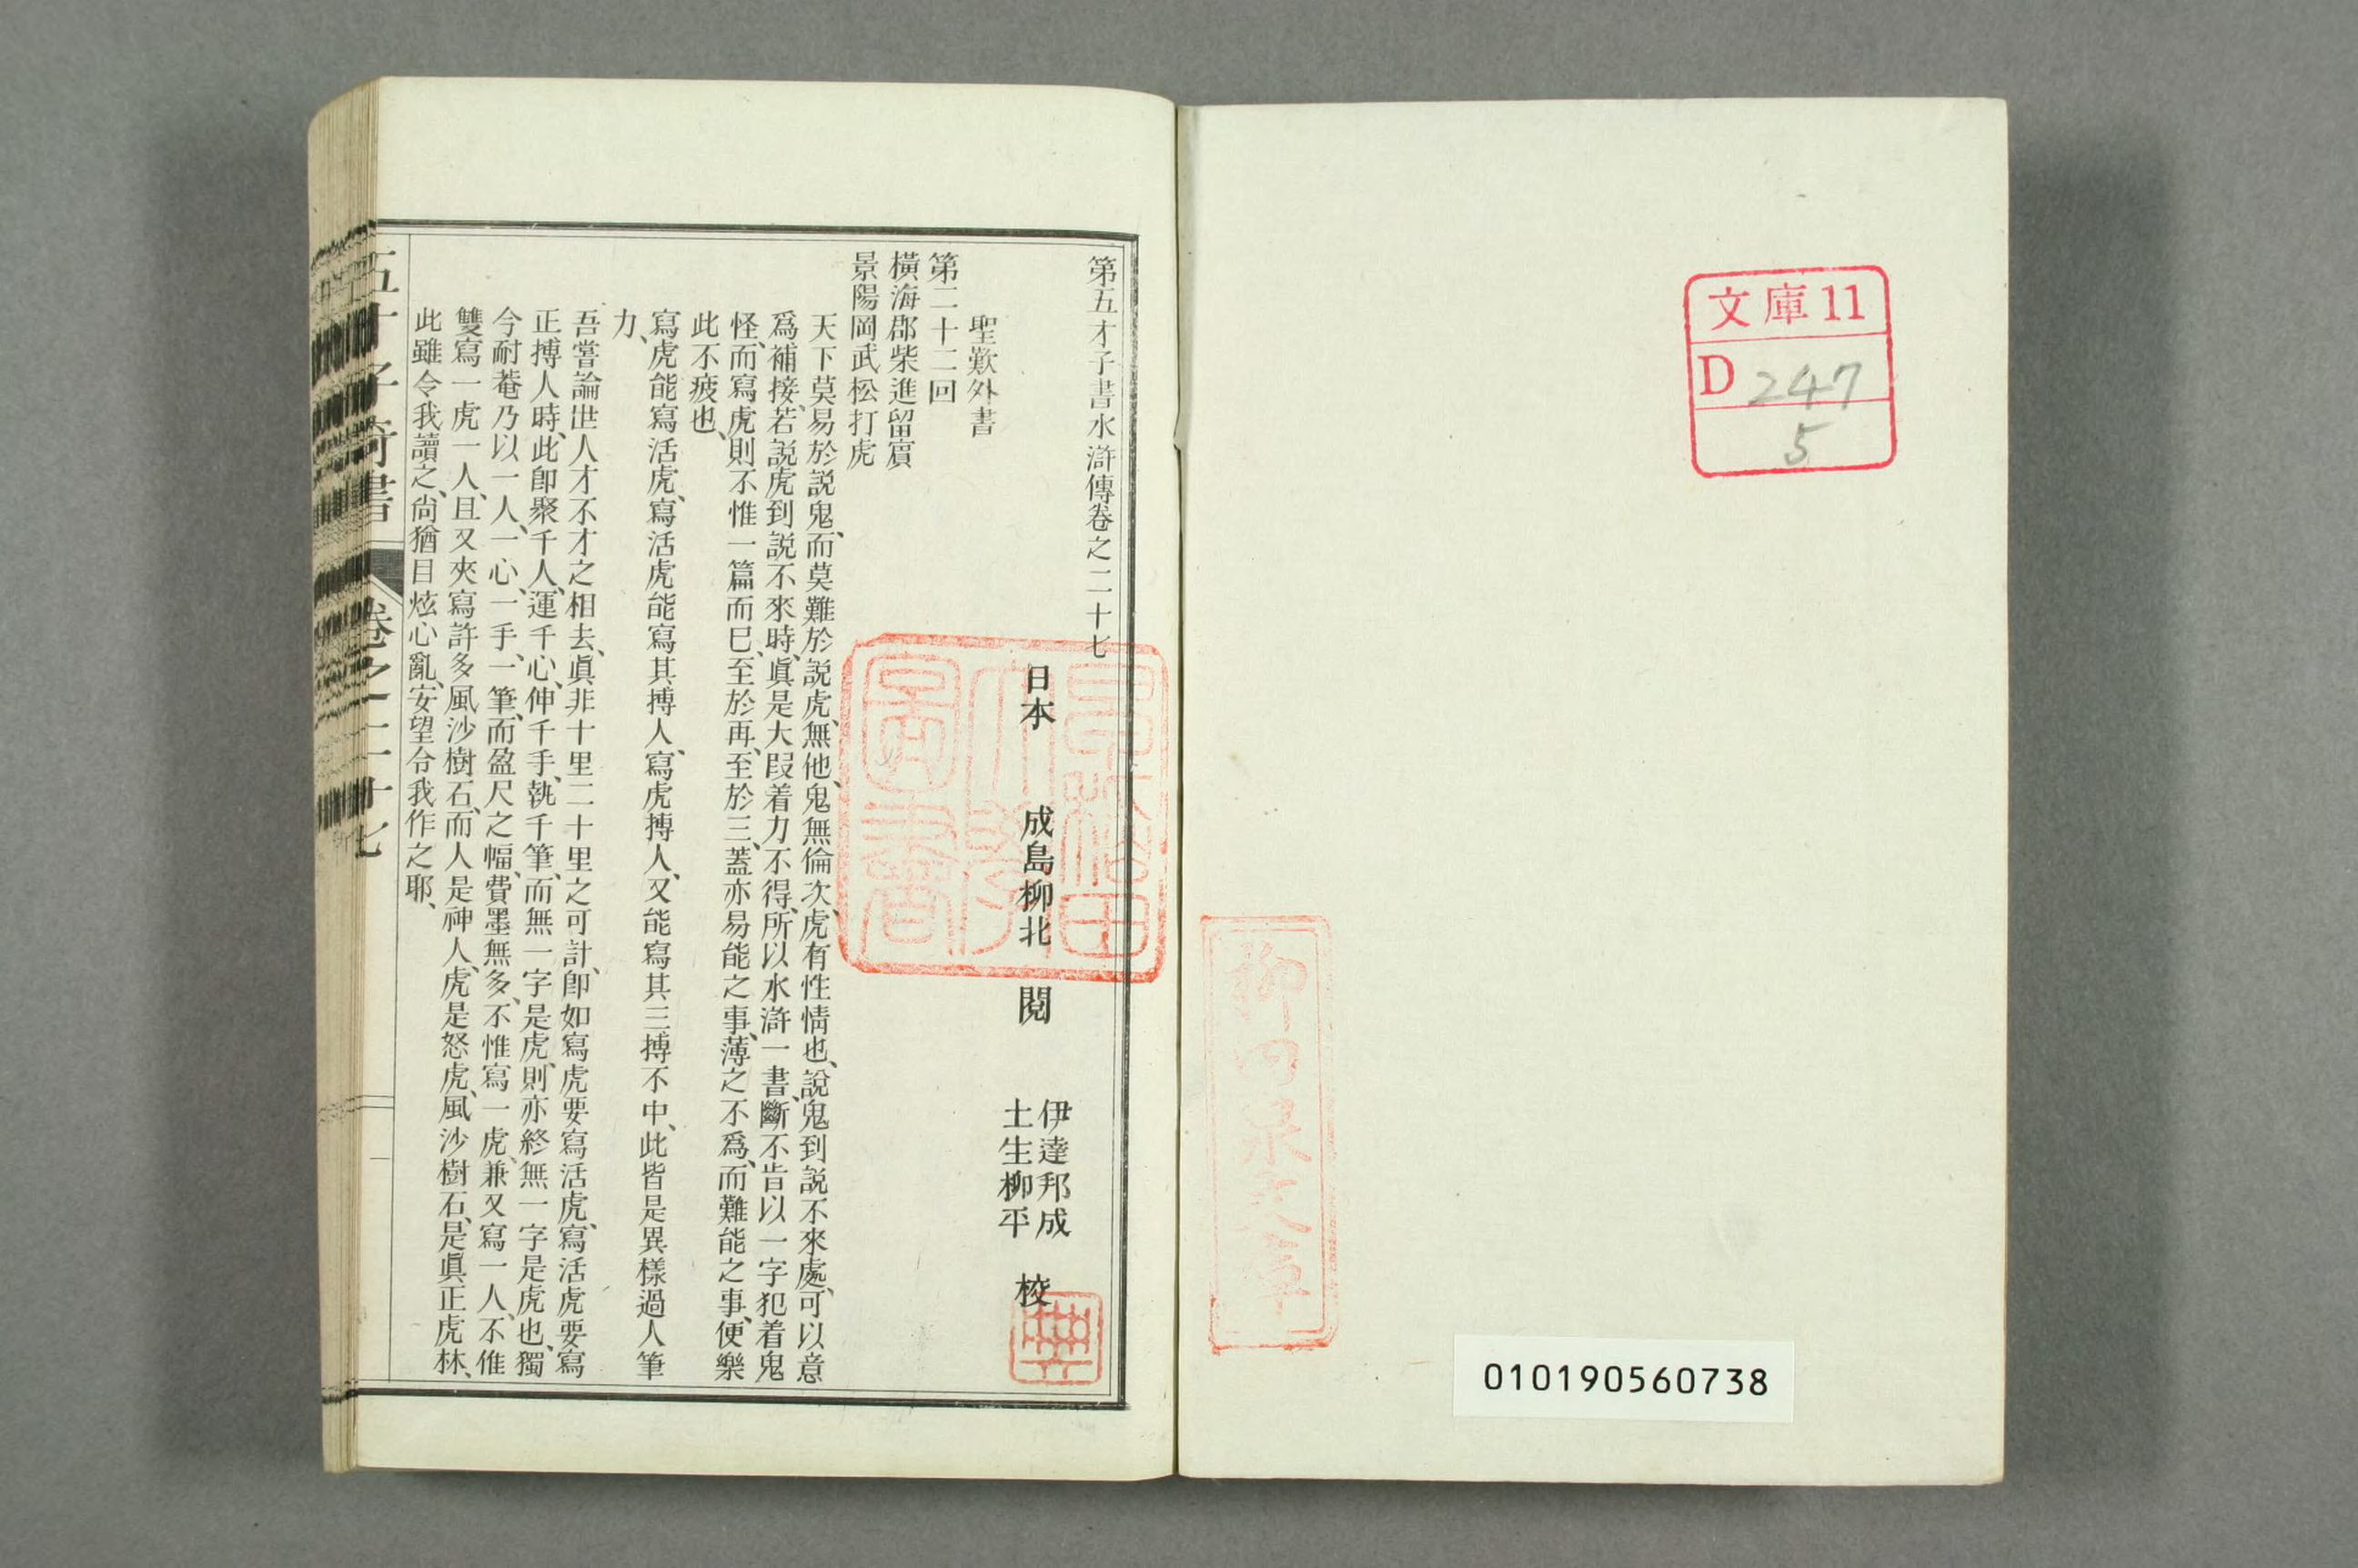 文庫11
D 247
5
柳田泉文庫
010190560738
第五才子書水滸傳卷之二十七
日本 成島柳北 閱
伊達邦成
土生柳平
校
聖歎外書
第二十二回
橫海郡柴進留賓
景陽岡武松打虎
天下莫易於説鬼、而莫難於説虎、無他、鬼無倫次、虎有性情也、說鬼到説不來處、可以意
爲補接、若説虎到説不來時、眞是大段着力不得、所以水滸一書、斷不肯以一字犯着鬼
怪、而寫虎則不惟一篇而已、至於再、至於三、蓋亦易能之事、薄之不爲、而難能之事、便樂
此不疲也、
寫虎能寫活虎、寫活虎能寫其搏人、寫虎搏人、又能寫其三搏不中、此皆是異樣過人筆
力、
吾嘗論世人才不才之相去、眞非十里二十里之可計、卽如寫虎要寫活虎、寫活虎要寫
正搏人時、此卽聚千人、運千心、伸千手、執千筆、而無一字是虎、則亦終無一字是虎也、獨
今耐菴乃以一人、一心、一手、一筆、而盈尺之幅、費墨無多、不惟寫一虎、兼又寫一人、不惟
雙寫一虎一人、且又夾寫許多風沙樹石、而人是神人、虎是怒虎、風沙樹石、是眞正虎林、
此雖令我讀之、尙猶目炫心亂、安望令我作之耶、
五才子奇書
卷之二十七
一
早稻田
大學
圖書